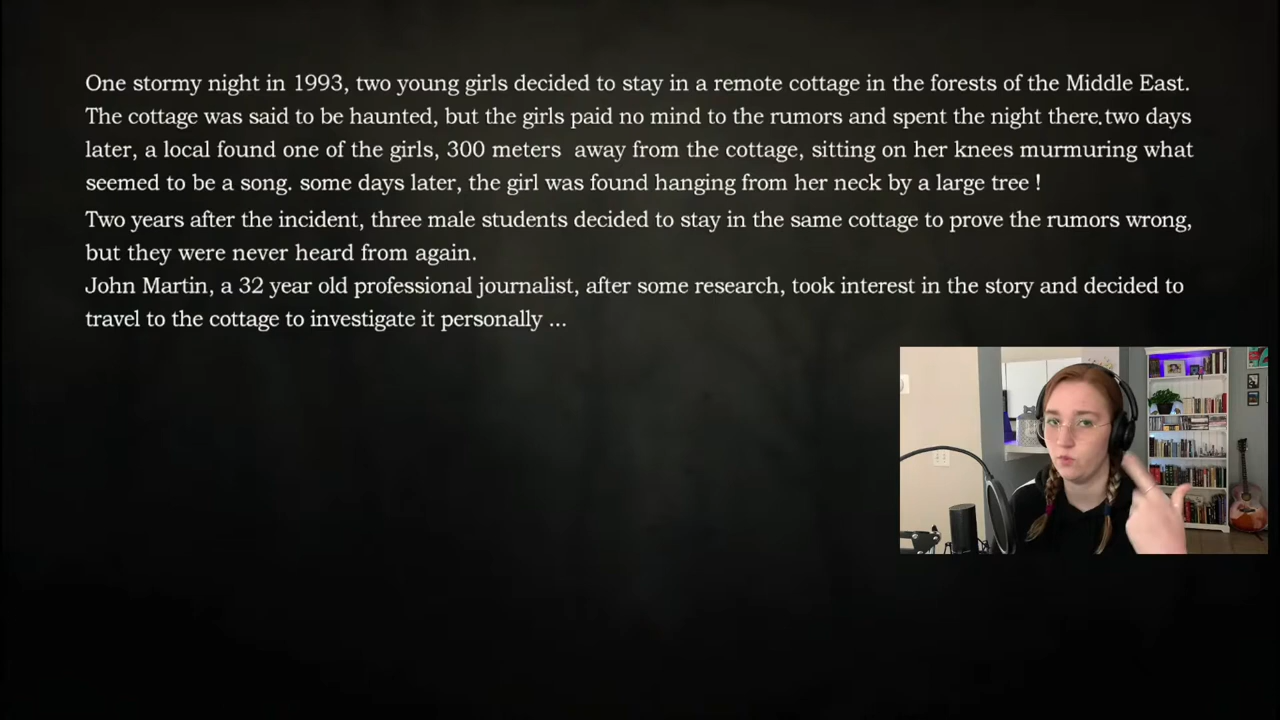 One stormy night in 1993, two young girls decided to stay in a remote cottage in the forests of the Middle East.
The cottage was said to be haunted, but the girls paid no mind to the rumors and spent the night there.two days
later, a local found one of the girls, 300 meters  away from the cottage, sitting on her knees murmuring what
seemed to be a song. some days later, the girl was found hanging from her neck by a large tree !
Two years after the incident, three male students decided to stay in the same cottage to prove the rumors wrong,
but they were never heard from again.
John Martin, a 32 year old professional journalist, after some research, took interest in the story and decided to
travel to the cottage to investigate it personally ...